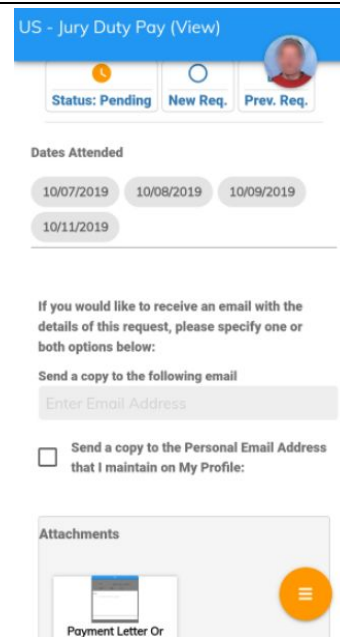 US - Jury Duty Pay (View)
Status: Pending New Req. Prev. Req.
Dates Attended
10/07/2019 10/08/2019 10/09/2019
10/11/2019
If you would like to receive an email with the
details of this request, please specify one or
both options below:
Send a copy to the following email
Enter Email Address
Send a copy to the Personal Email Address
that I maintain on My Profile:
Attachments
Payment Letter Or